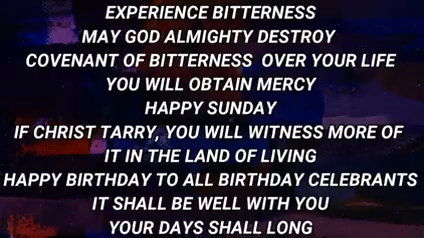 EXPERIENCE BITTERNESS
MAY GOD ALMIGHTY DESTROY
COVENANT OF BITTERNESS OVER YOUR LIFE
YOU WILL OBTAIN MERCY
HAPPY SUNDAY
IF CHRIST TARRY, YOU WILL WITNESS MORE OF
IT IN THE LAND OF LIVING
HAPPY BIRTHDAY TO ALL BIRTHDAY CELEBRANTS
IT SHALL BE WELL WITH YOU
YOUR DAYS SHALL LONG